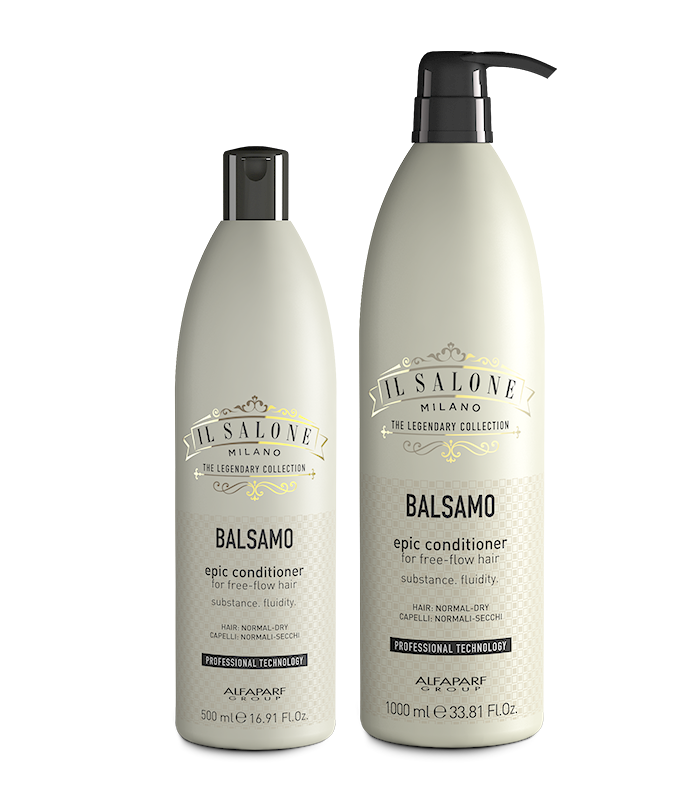 IL SALONE
MILANO
THE LEGENDARY COLLECTION
BALSAMO
epic conditioner
for free-flow hair
substance. fluidity.
HAIR: NORMAL-DRY
CAPELLI: NORMALI-SECCHI
PROFESSIONAL TECHNOLOGY
ALFAPARF
GROUP
500 ml ℮ 16.91 Fl.Oz.
IL SALONE
MILANO
THE LEGENDARY COLLECTION
BALSAMO
epic conditioner
for free-flow hair
substance. fluidity.
HAIR: NORMAL-DRY
CAPELLI: NORMALI-SECCHI
PROFESSIONAL TECHNOLOGY
ALFAPARF
GROUP
1000 ml ℮ 33.81 Fl.Oz.